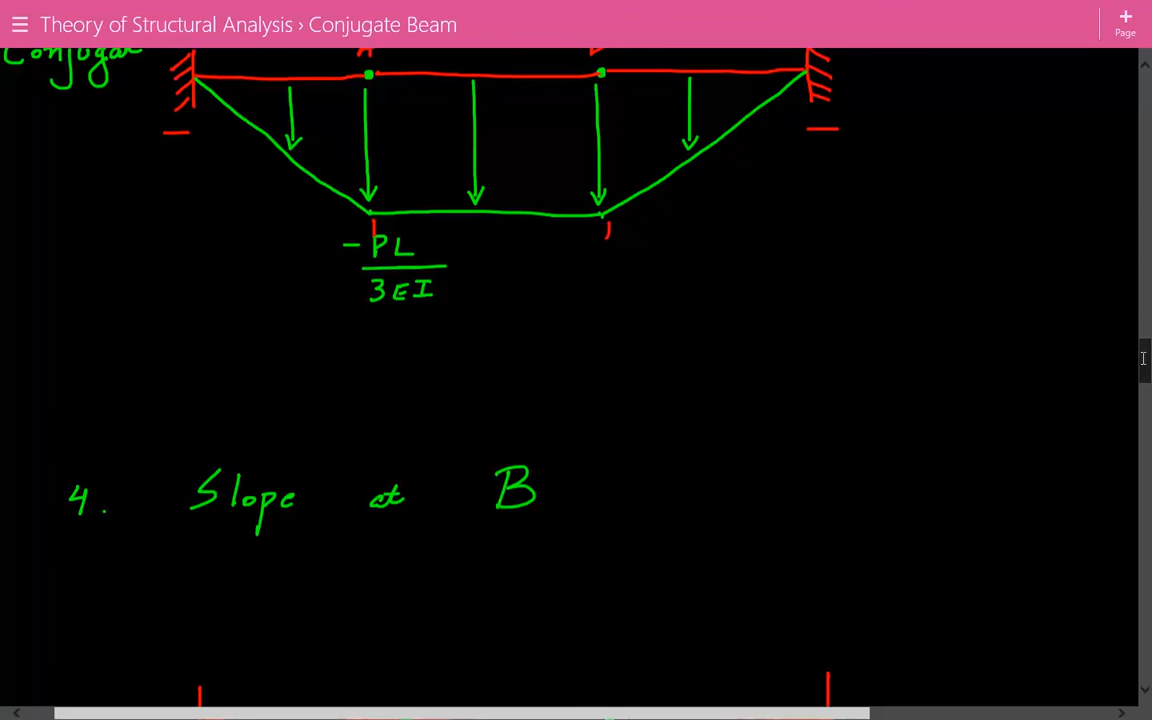 Theory of Structural Analysis › Conjugate Beam
Page
- PL
3EI
4. Slope at B